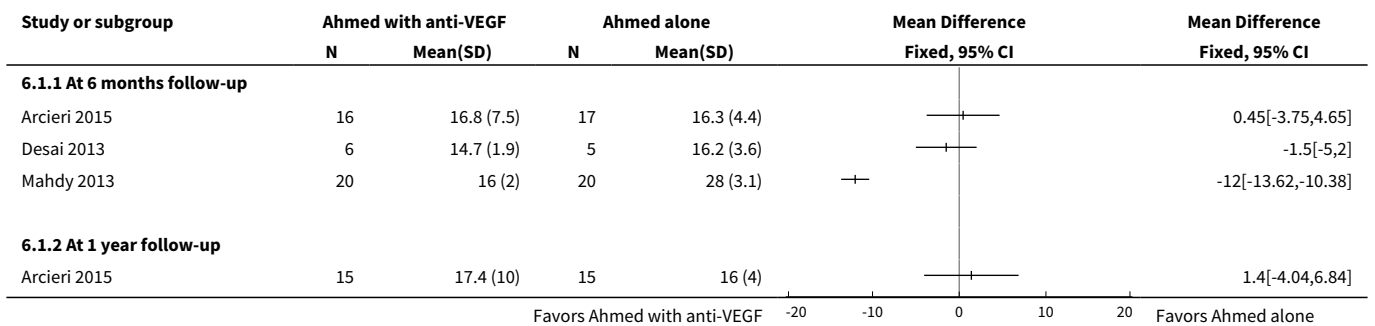 Study or subgroup Ahmed with anti-VEGF Ahmed alone Mean Difference Mean Difference
N Mean(SD) N Mean(SD) Fixed, 95% CI Fixed, 95% CI
6.1.1 At 6 months follow-up
Arcieri 2015 16 16.8 (7.5) 17 16.3 (4.4) 0.45[-3.75,4.65]
Desai 2013 6 14.7 (1.9) 5 16.2 (3.6) -1.5[-5,2]
Mahdy 2013 20 16 (2) 20 28 (3.1) -12[-13.62,-10.38]
6.1.2 At 1 year follow-up
Arcieri 2015 15 17.4 (10) 15 16 (4) 1.4[-4.04,6.84]
Favors Ahmed with anti-VEGF -20 -10 0 10 20 Favors Ahmed alone